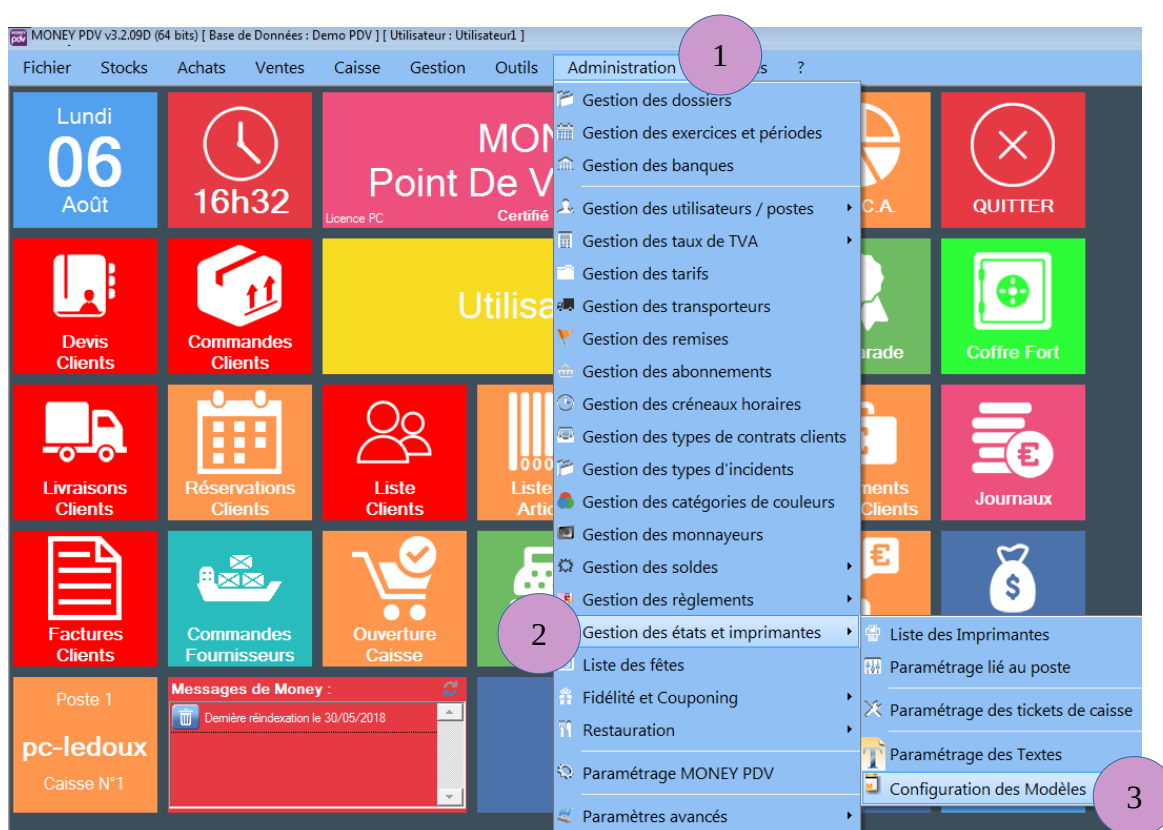 MONEY PDV v3.2.09D (64 bits) [ Base de Données : Demo PDV ] [ Utilisateur : Utilisateur1 ]
Fichier Stocks Achats Ventes Caisse Gestion Outils Administration ?
1
Lundi
06
Août
16h32
MON
Point De V
Licence PC
Certifié
C.A.
QUITTER
Devis
Clients
Commandes
Clients
Utilisa
arade
Coffre Fort
Livraisons
Clients
Réservations
Clients
Liste
Clients
000
Liste
Artic
ments
Clients
Journaux
Factures
Clients
Commandes
Fournisseurs
Ouverture
Caisse
Poste 1
pc-ledoux
Caisse N°1
Messages de Money :
Dernière réindexation le 30/05/2018
Gestion des dossiers
Gestion des exercices et périodes
Gestion des banques
Gestion des utilisateurs / postes
Gestion des taux de TVA
Gestion des tarifs
Gestion des transporteurs
Gestion des remises
Gestion des abonnements
Gestion des créneaux horaires
Gestion des types de contrats clients
Gestion des types d'incidents
Gestion des catégories de couleurs
Gestion des monnayeurs
Gestion des soldes
Gestion des règlements
2
Gestion des états et imprimantes
Liste des fêtes
Fidélité et Couponing
Restauration
Paramétrage MONEY PDV
Paramètres avancés
Liste des Imprimantes
Paramétrage lié au poste
Paramétrage des tickets de caisse
Paramétrage des Textes
Configuration des Modèles
3